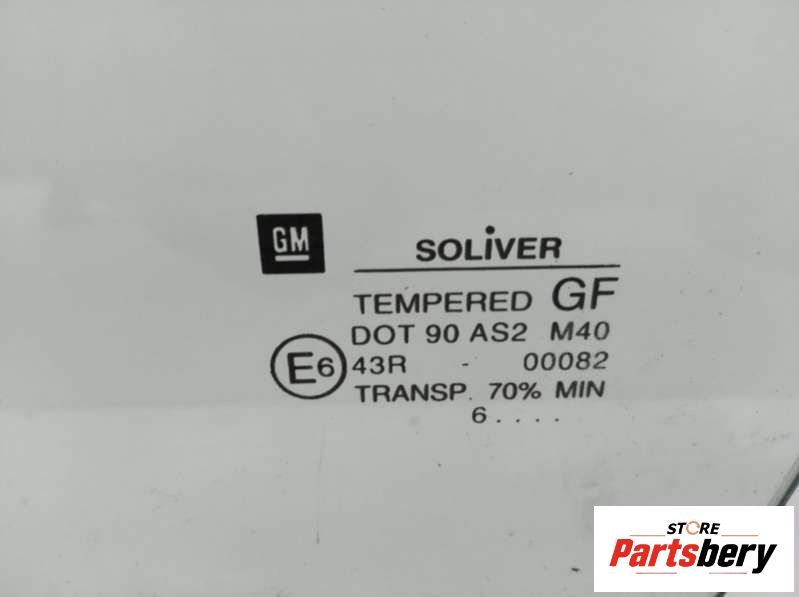 GM
SOLiVER
TEMPERED GF
DOT 90 AS2 M40
E6 43R - 00082
TRANSP. 70% MIN
6 . . . .
STORE
Partsbery